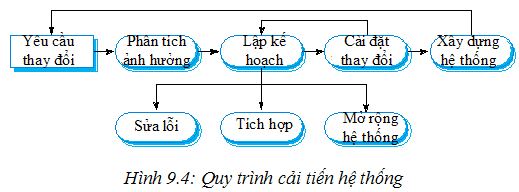 Yêu cầu
thay đổi
Phân tích
ảnh hưởng
Lập kế
hoạch
Cài đặt
thay đổi
Xây dựng
hệ thống
Sửa lỗi
Tích hợp
Mở rộng
hệ thống
Hình 9.4: Quy trình cải tiến hệ thống